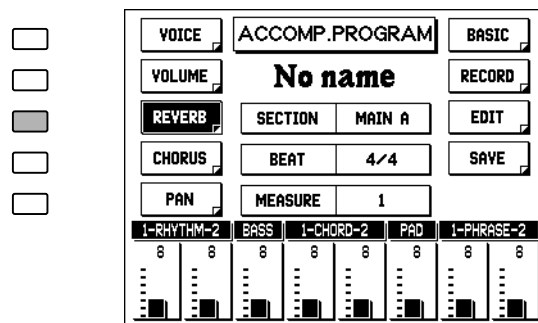 VOICE ACCOMP.PROGRAM BASIC
VOLUME No name RECORD
REVERB SECTION MAIN A EDIT
CHORUS BEAT 4/4 SAVE
PAN MEASURE 1
1-RHYTHM-2 BASS 1-CHORD-2 PAD 1-PHRASE-2
8 8 8 8 8 8 8 8